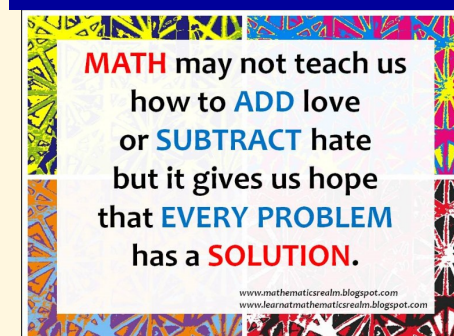 MATH may not teach us
how to ADD love
or SUBTRACT hate
but it gives us hope
that EVERY PROBLEM
has a SOLUTION.
www.mathematicsrealm.blogspot.com
www.learnatmathematicsrealm.blogspot.com